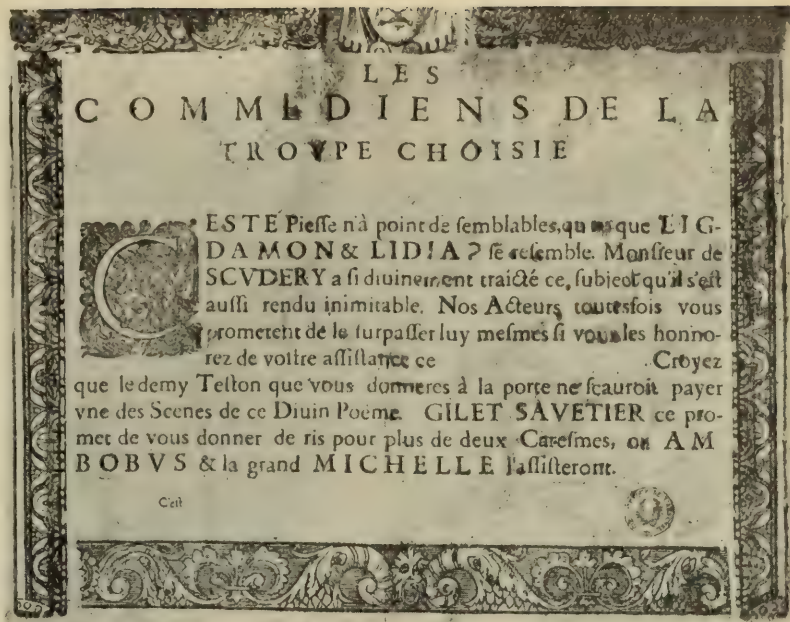 LES
COMMEDIENS DE LA
TROVPE CHOISIE
CESTE Piesse n'à point de semblables, que LIG-
DAMON & LIDIA ? se resemble. Monsieur de
SCVDERY a si diuinement traicté ce, subject qu'il s'est
aussi rendu inimitable. Nos Acteurs toutesfois vous
prometent de le surpasser luy mesmes si vous les honno-
rez de vostre assistance ce Croyez
que le demy Teston que vous donneres à la porte ne sçauroit payer
vne des Scenes de ce Diuin Poëme. GILET SAVETIER ce pro-
met de vous donner de ris pour plus de deux Caresmes, on AM
BOBVS & la grand MICHELLE l'assisteront.
C'est